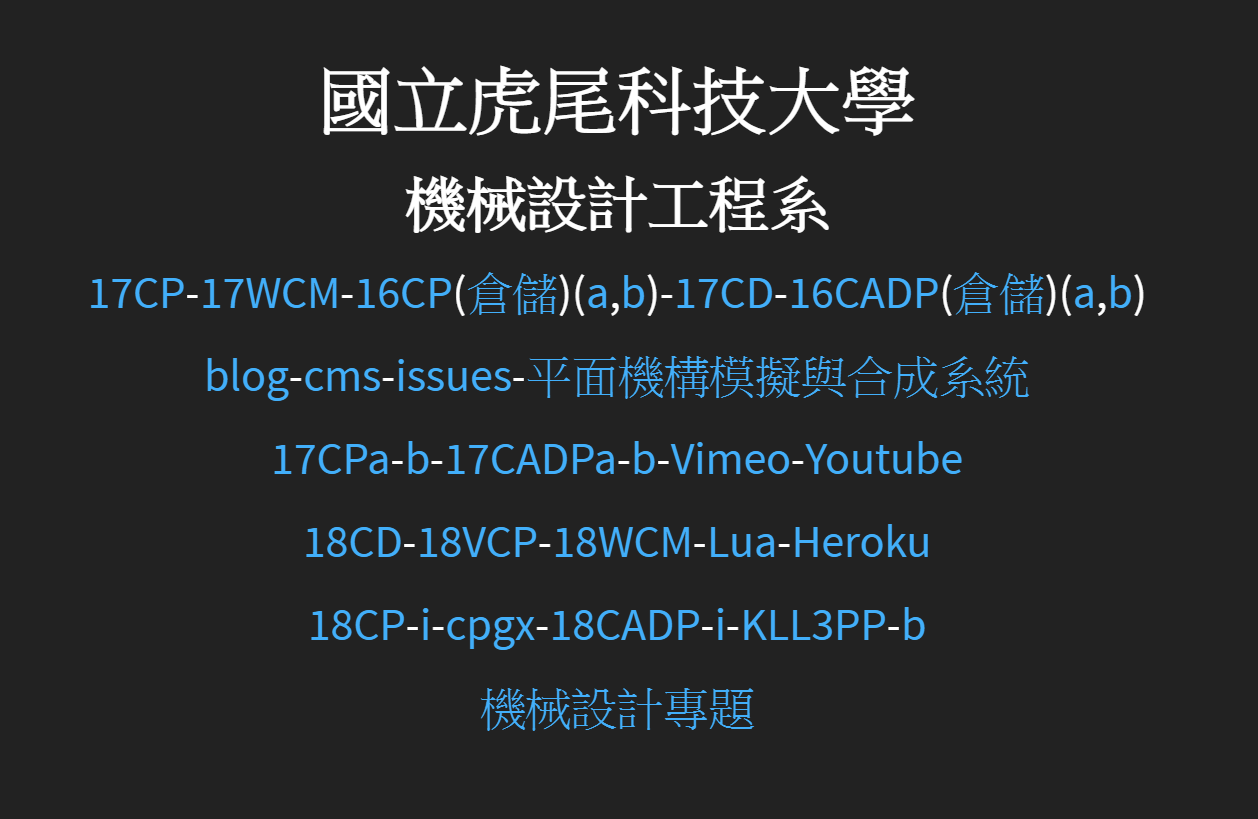 國立虎尾科技大學
機械設計工程系
17CP-17WCM-16CP(倉儲)(a,b)-17CD-16CADP(倉儲)(a,b)
blog-cms-issues-平面機構模擬與合成系統
17CPa-b-17CADPa-b-Vimeo-Youtube
18CD-18VCP-18WCM-Lua-Heroku
18CP-i-cpgx-18CADP-i-KLL3PP-b
機械設計專題